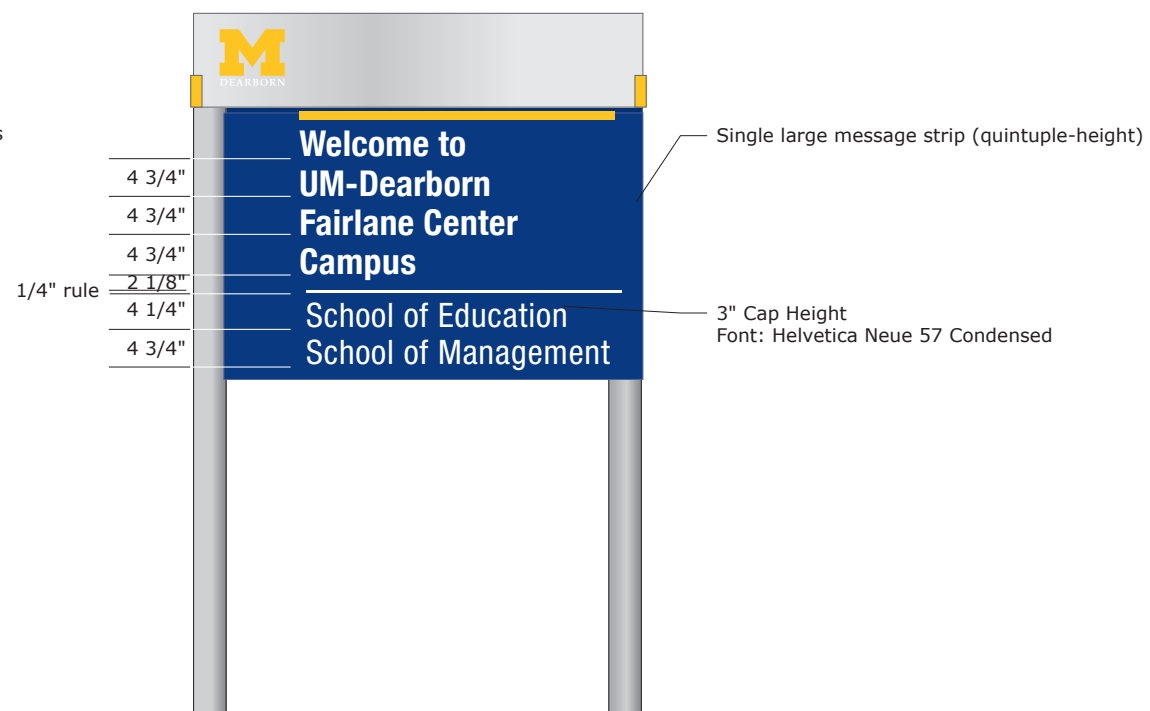 M
DEARBORN
s
Welcome to
UM-Dearborn
Fairlane Center
Campus
School of Education
School of Management
4 3/4"
4 3/4"
4 3/4"
2 1/8"
1/4" rule
4 1/4"
4 3/4"
Single large message strip (quintuple-height)
3" Cap Height
Font: Helvetica Neue 57 Condensed